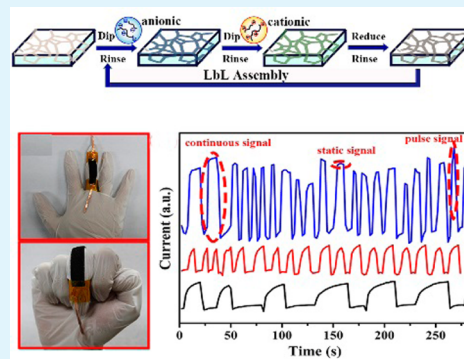 anionic
cationic
Dip
Dip
Reduce
Rinse
Rinse
Rinse
LbL Assembly
continuous signal
static signal
pulse signal
Current (a.u.)
0 50 100 150 200 250
Time (s)